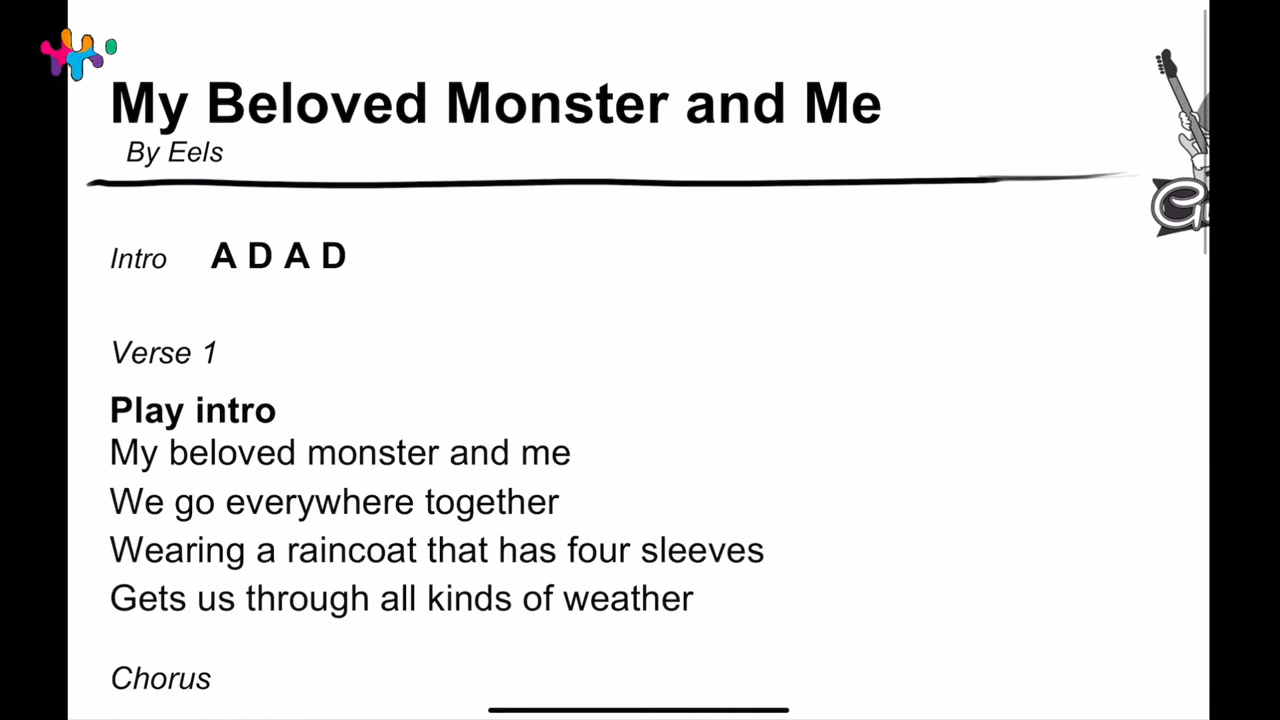 My Beloved Monster and Me
By Eels
Intro A D A D
Verse 1
Play intro
My beloved monster and me
We go everywhere together
Wearing a raincoat that has four sleeves
Gets us through all kinds of weather
Chorus